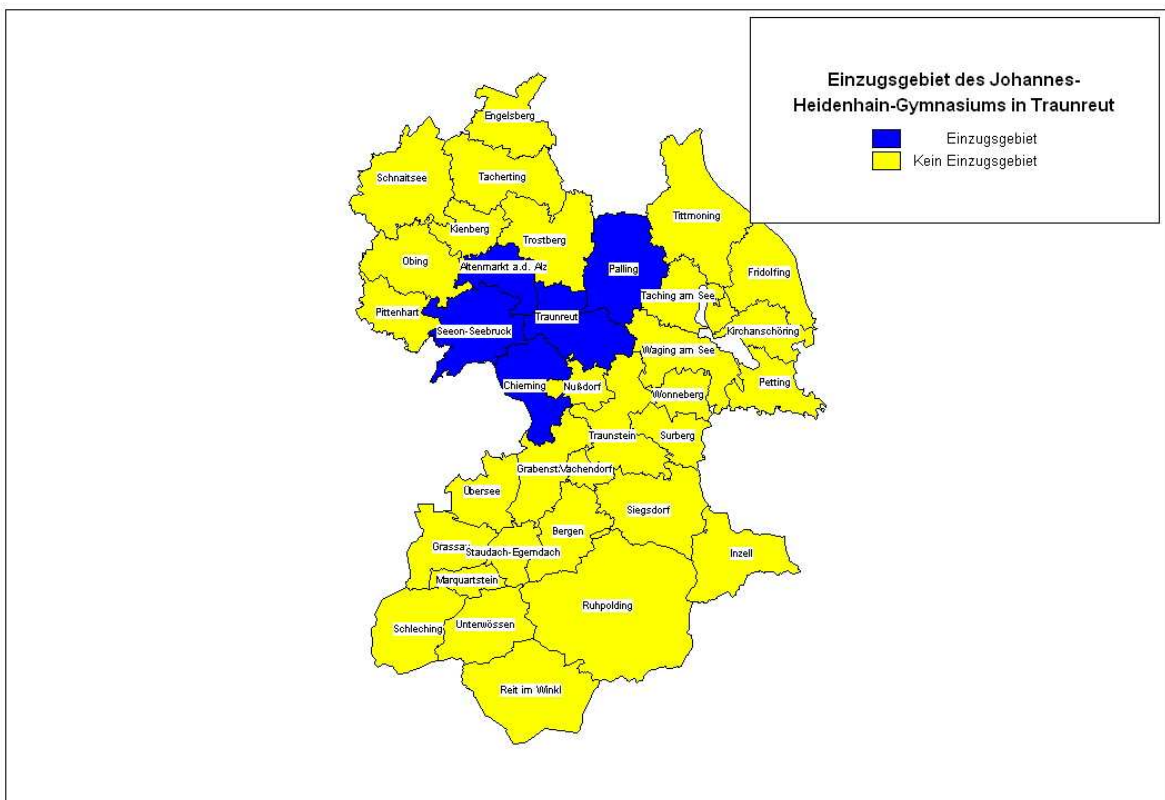 Einzugsgebiet des Johannes-
Heidenhain-Gymnasiums in Traunreut
Einzugsgebiet
Kein Einzugsgebiet
Engelsberg
Schnaitsee
Tacherting
Tittmoning
Kienberg
Trostberg
Obing
Altenmarkt a.d. Alz
Palling
Fridolfing
Taching am See
Pittenhart
Traunreut
Seeon-Seebruck
Kirchanschöring
Waging am See
Chieming
Nußdorf
Petting
Wonneberg
Traunstein
Surberg
Grabenst
Vachendorf
Übersee
Siegsdorf
Bergen
Grassau
Staudach-Egerndach
Inzell
Marquartstein
Ruhpolding
Schleching
Unterwössen
Reit im Winkl